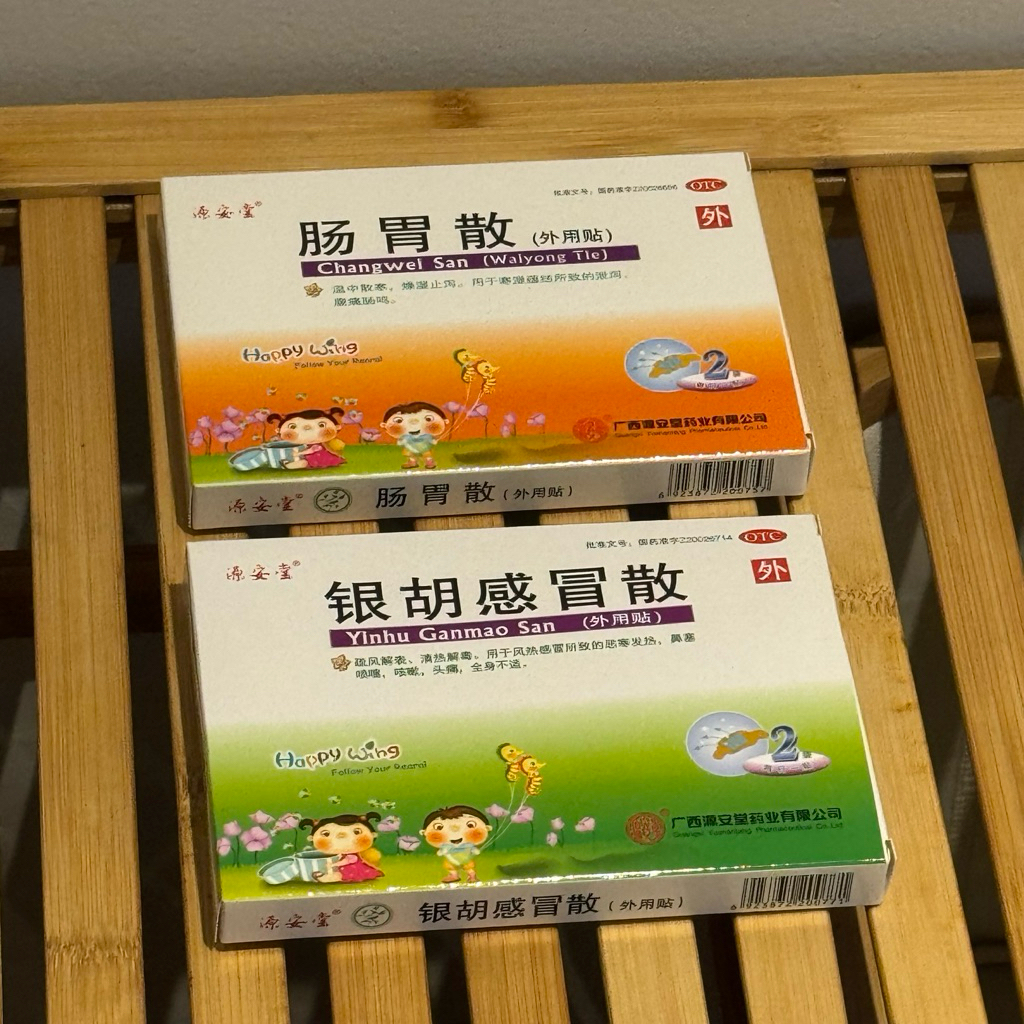 源安堂®
批准文号：国药准字Z20026696 OTC
外
肠胃散（外用贴）
Changwei San (Waiyong Tie)
温中散寒，燥湿止泻。用于寒湿蕴结所致的泄泻、
腹痛肠鸣。
Happy Wing
Follow Your
2
广西源安堂药业有限公司
源安堂® 肠胃散（外用贴）
6 923872 200757
源安堂®
批准文号：国药准字Z20026714 OTC
外
银胡感冒散
Yinhu Ganmao San （外用贴）
疏风解表、清热解毒。用于风热感冒所致的恶寒发热，鼻塞
喷嚏，咳嗽，头痛，全身不适。
Happy Wing
Follow Your
2
广西源安堂药业有限公司
源安堂® 银胡感冒散（外用贴）